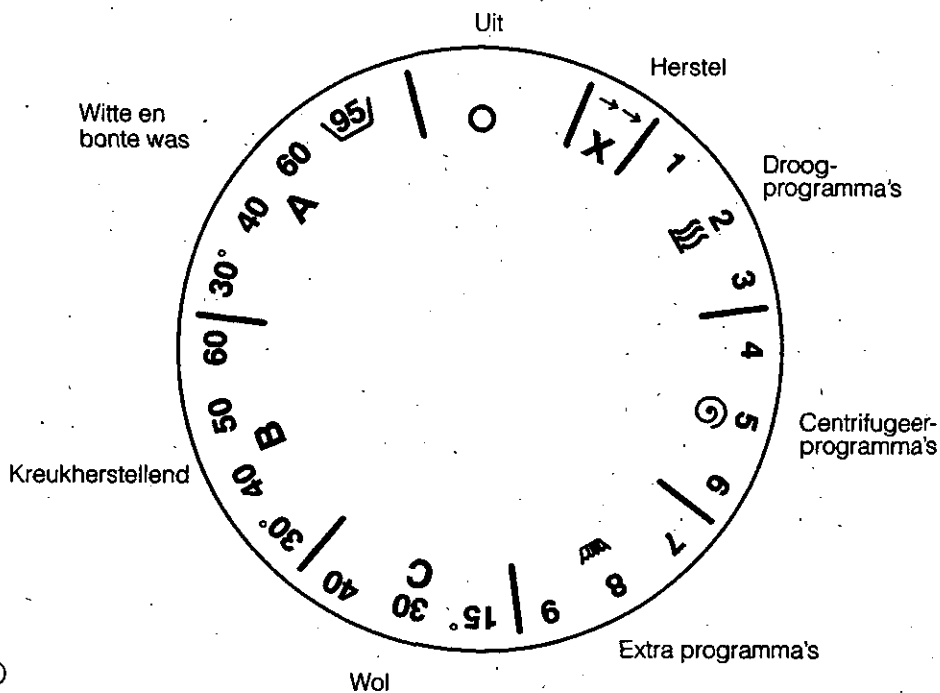 Uit
Herstel
→→
X
Droog-
programma's
1
2
3
Centrifugeer-
programma's
4
5
6
Extra programma's
7
8
9
Wol
C
15°
30
40
Kreukherstellend
B
30°
40
50
60
Witte en
bonte was
A
30°
40
60
95